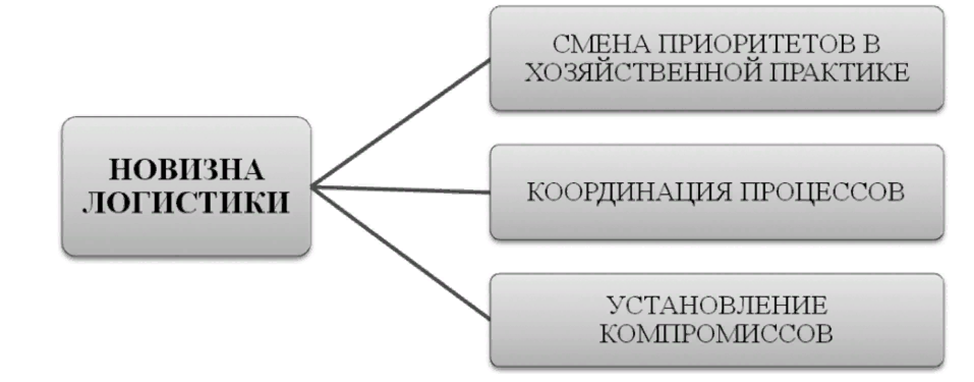 НОВИЗНА
ЛОГИСТИКИ
СМЕНА ПРИОРИТЕТОВ В
ХОЗЯЙСТВЕННОЙ ПРАКТИКЕ
КООРДИНАЦИЯ ПРОЦЕССОВ
УСТАНОВЛЕНИЕ
КОМПРОМИССОВ